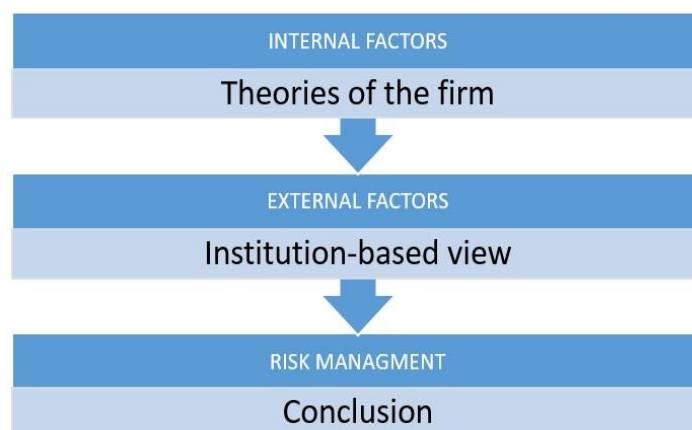 INTERNAL FACTORS
Theories of the firm
EXTERNAL FACTORS
Institution-based view
RISK MANAGMENT
Conclusion